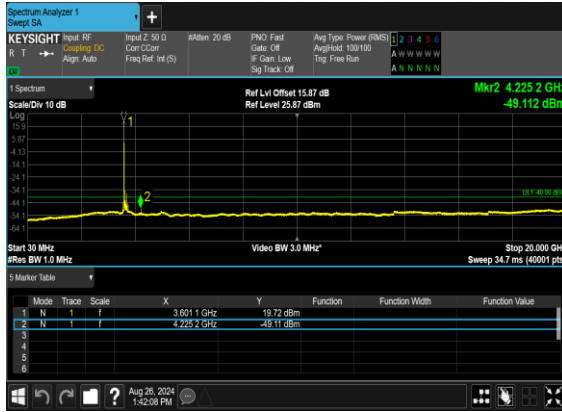 Spectrum Analyzer 1
Swept SA
+
KEYSIGHT Input: RF Input Z: 50 Ω #Atten: 20 dB PNO: Fast Avg Type: Power (RMS) 1 2 3 4 5 6
R T Coupling: DC Corr CCorr Gate: Off Avg|Hold: 100/100 A W W W W W
Align: Auto Freq Ref: Int (S) IF Gain: Low Trig: Free Run
Sig Track: Off A N N N N N
1 Spectrum Ref Lvl Offset 15.87 dB Mkr2 4.225 2 GHz
Scale/Div 10 dB Ref Level 25.87 dBm -49.112 dBm
Log
15.9
5.87
-4.13
-14.1
-24.1
-34.1
-44.1
-54.1
-64.1
1
2
DL1 -40.00 dBm
Start 30 MHz Video BW 3.0 MHz* Stop 20.000 GH
#Res BW 1.0 MHz Sweep 34.7 ms (40001 pts
5 Marker Table
Mode Trace Scale X Y Function Function Width Function Value
1 N 1 f 3.601 1 GHz 19.72 dBm
2 N 1 f 4.225 2 GHz -49.11 dBm
3
4
5
6
? Aug 26, 2024
1:42:08 PM